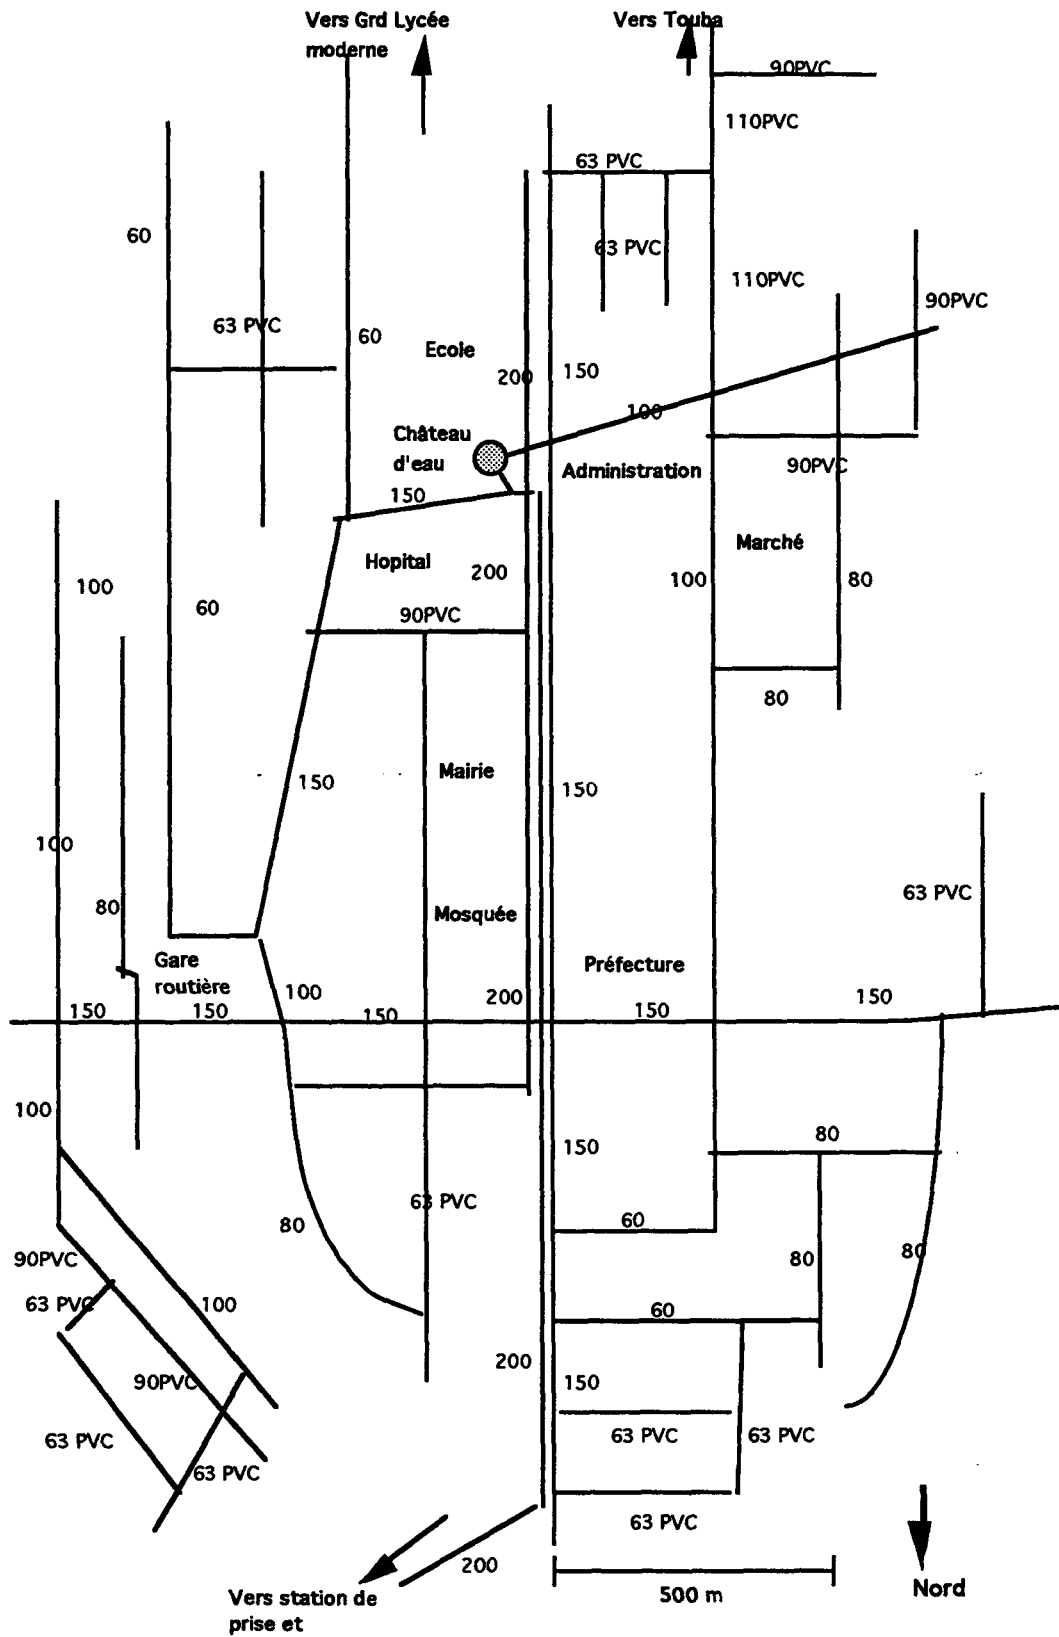 Vers Grd Lycée
moderne
Vers Touba
90PVC
110PVC
63 PVC
60
63 PVC
110PVC
90PVC
63 PVC
60
Ecole
200
150
100
Château
d'eau
Administration
90PVC
150
Marché
Hopital
200
100
80
100
60
90PVC
80
Mairie
150
150
100
63 PVC
80
Mosquée
Gare
routière
Préfecture
100
200
150
150
150
150
150
100
80
150
63 PVC
60
80
90PVC
80
80
63 PVC
100
60
200
90PVC
150
63 PVC
63 PVC
63 PVC
63 PVC
63 PVC
200
500 m
Nord
Vers station de
prise et